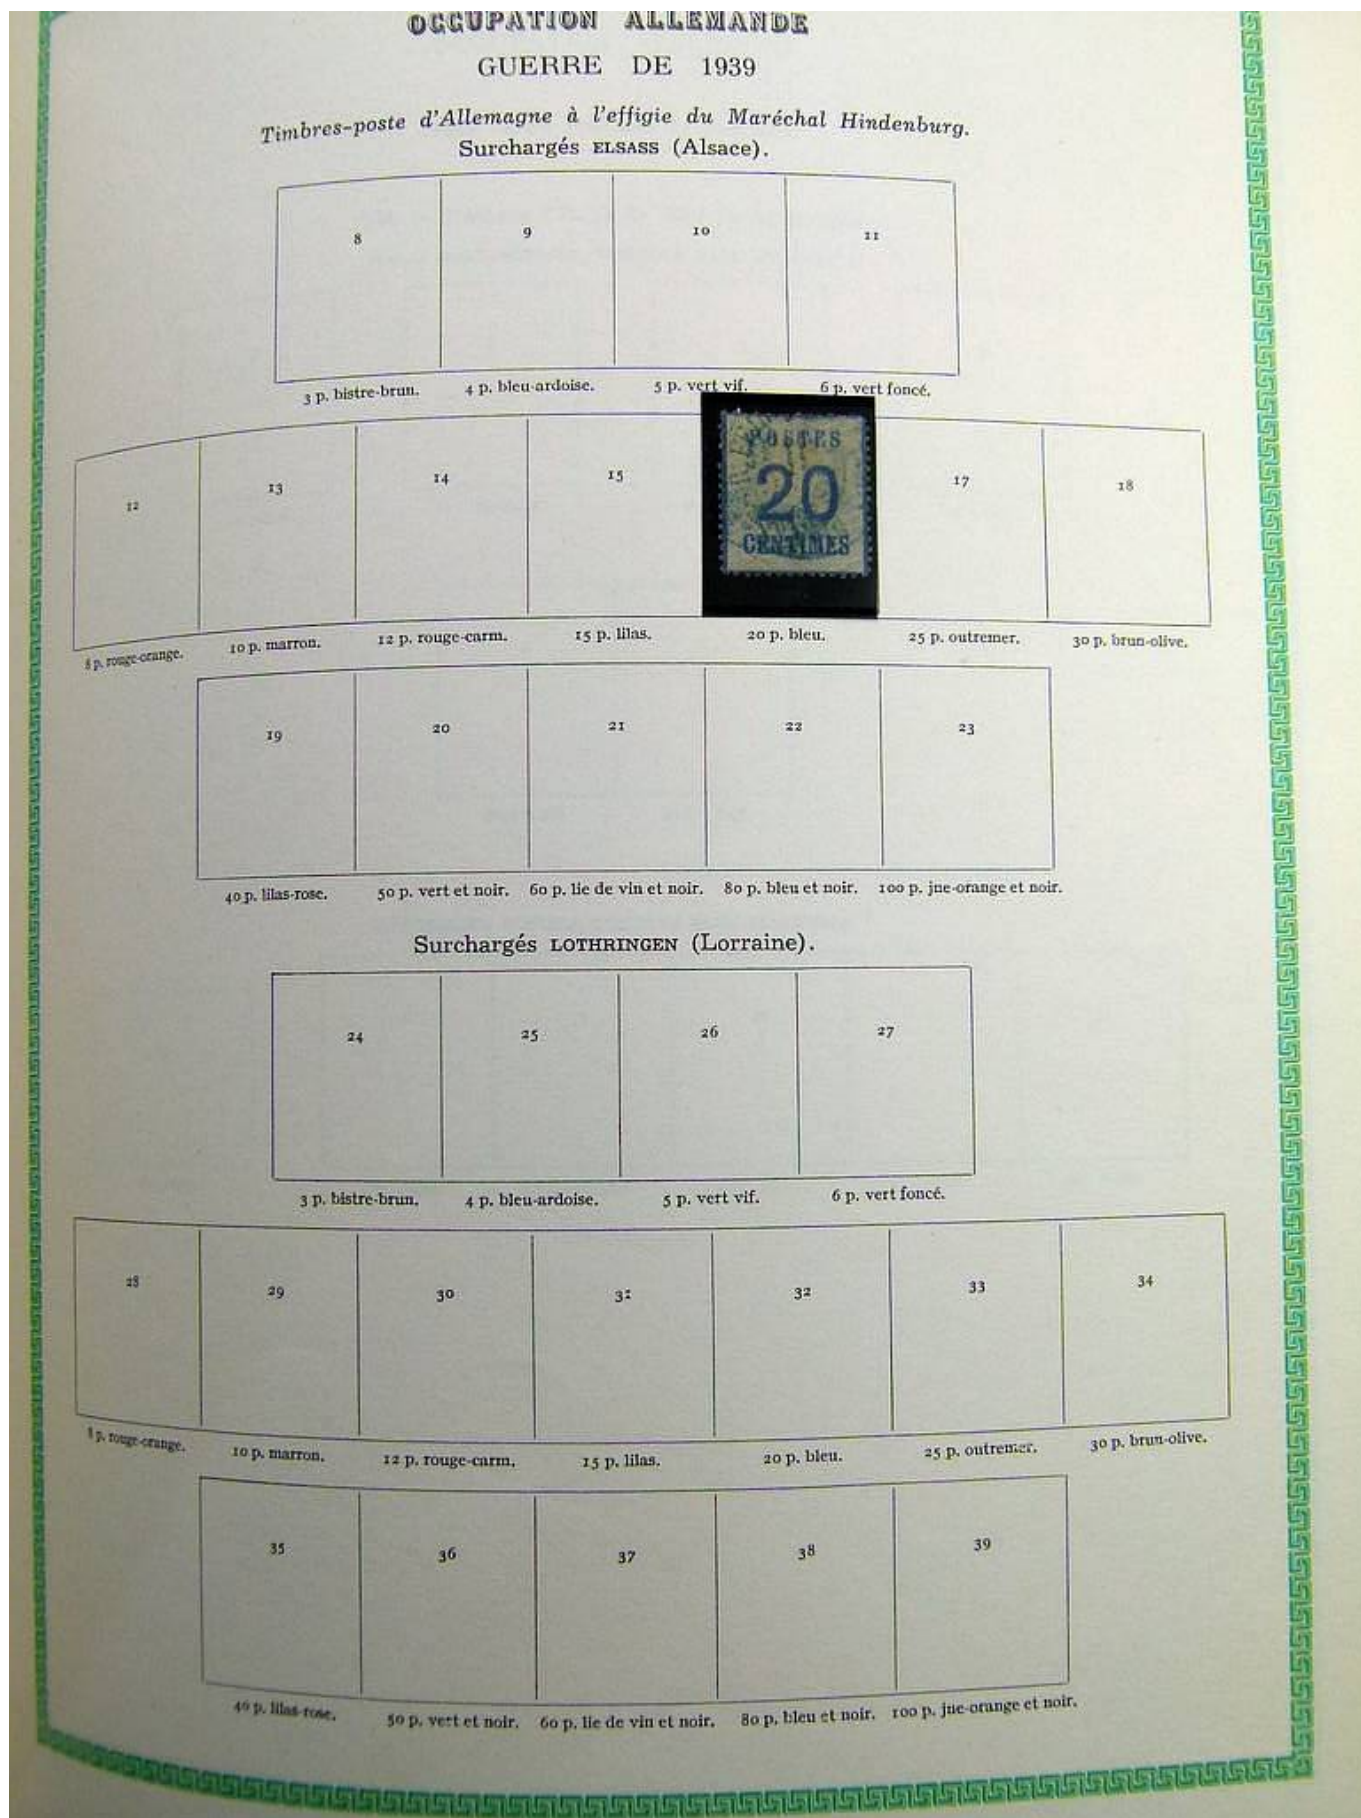 OCCUPATION ALLEMANDE
GUERRE DE 1939
Timbres-poste d'Allemagne à l'effigie du Maréchal Hindenburg.
Surchargés ELSASS (Alsace).
8 9 10 11
3 p. bistre-brun. 4 p. bleu-ardoise. 5 p. vert vif. 6 p. vert foncé.
12 13 14 15 17 18
POSTES
20
CENTIMES
8 p. rouge-orange. 10 p. marron. 12 p. rouge-carm. 15 p. lilas. 20 p. bleu. 25 p. outremer. 30 p. brun-olive.
19 20 21 22 23
40 p. lilas-rose. 50 p. vert et noir. 60 p. lie de vin et noir. 80 p. bleu et noir. 100 p. jne-orange et noir.
Surchargés LOTHRINGEN (Lorraine).
24 25 26 27
3 p. bistre-brun. 4 p. bleu-ardoise. 5 p. vert vif. 6 p. vert foncé.
28 29 30 31 32 33 34
8 p. rouge-orange. 10 p. marron. 12 p. rouge-carm. 15 p. lilas. 20 p. bleu. 25 p. outremer. 30 p. brun-olive.
35 36 37 38 39
40 p. lilas-rose. 50 p. vert et noir. 60 p. lie de vin et noir. 80 p. bleu et noir. 100 p. jne-orange et noir.